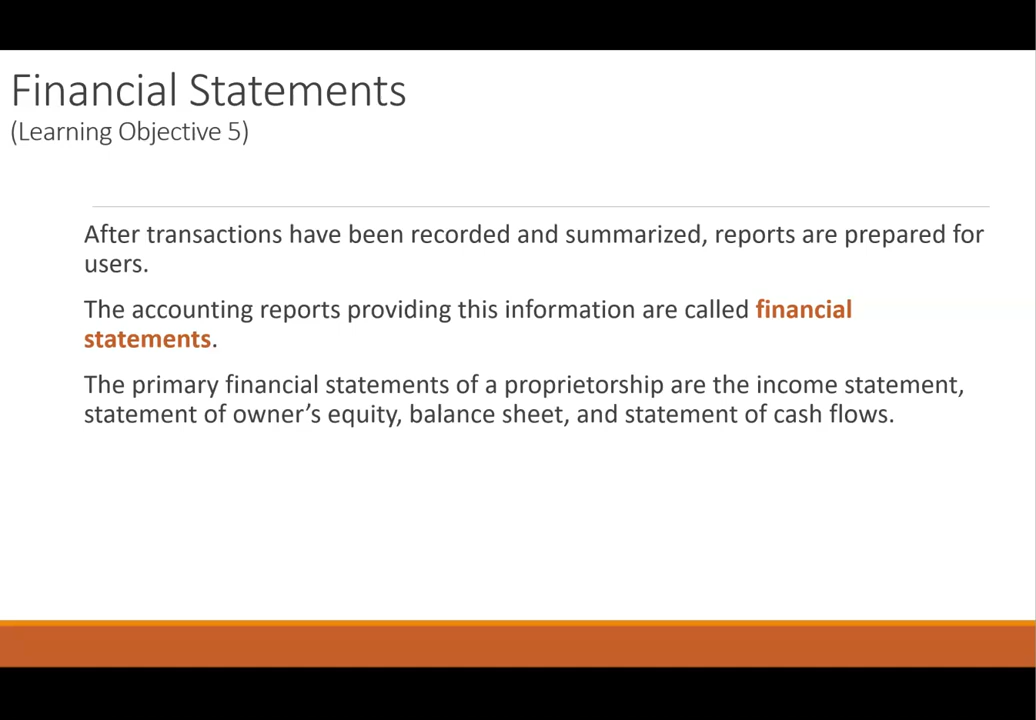 Financial Statements
(Learning Objective 5)
After transactions have been recorded and summarized, reports are prepared for
users.
The accounting reports providing this information are called financial
statements.
The primary financial statements of a proprietorship are the income statement,
statement of owner’s equity, balance sheet, and statement of cash flows.